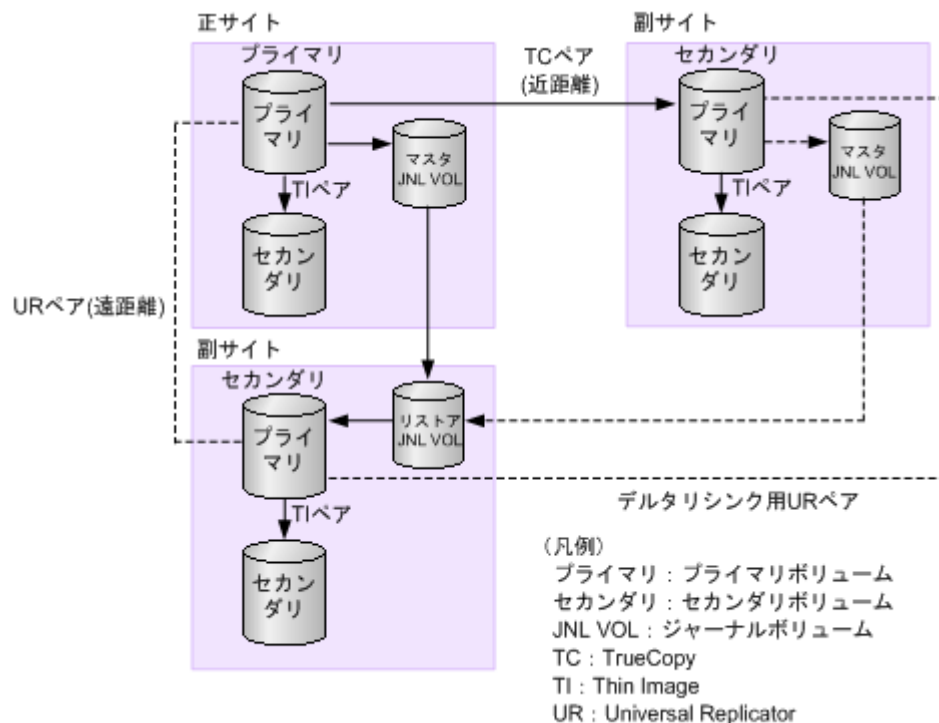 正サイト
プライマリ
プライ
マリ
マスタ
JNL VOL
TIペア
セカン
ダリ
TCペア
(近距離)
副サイト
セカンダリ
プライ
マリ
マスタ
JNL VOL
TIペア
セカン
ダリ
URペア(遠距離)
副サイト
セカンダリ
プライ
マリ
リストア
JNL VOL
TIペア
セカン
ダリ
デルタリシンク用URペア
(凡例)
プライマリ：プライマリボリューム
セカンダリ：セカンダリボリューム
JNL VOL：ジャーナルボリューム
TC：TrueCopy
TI：Thin Image
UR：Universal Replicator